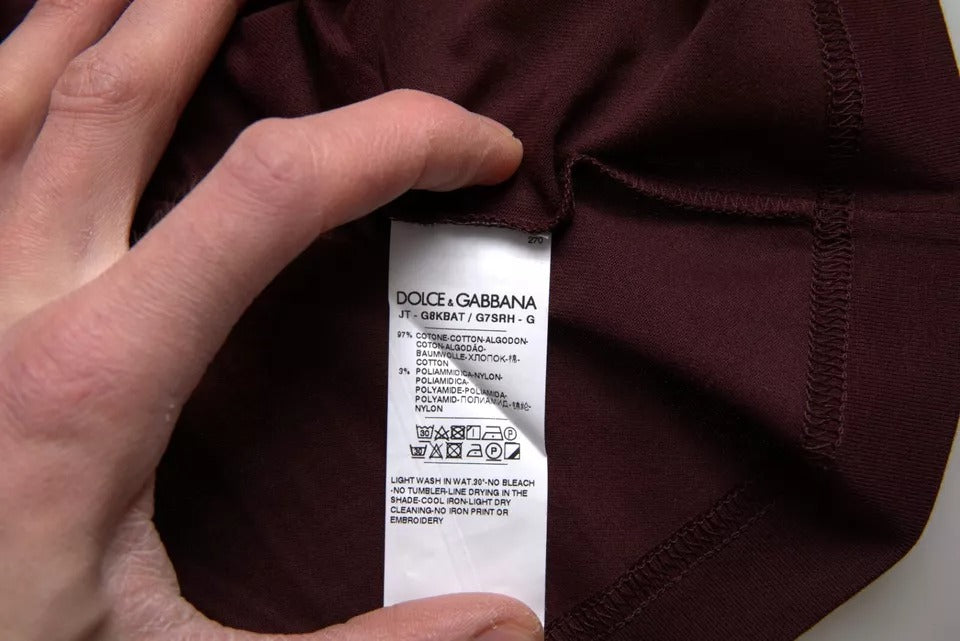 270
DOLCE & GABBANA
JT - G8KBAT / G7SRH - G
97% COTONE-COTTON-ALGODON-
COTON-ALGODÃO-
BAUMWOLLE-ХЛОПОК-棉-
COTTON
3% POLIAMMIDICA-NYLON-
POLIAMIDICA-
POLYAMIDE-POLIAMIDA-
POLYAMID-ПОЛИАМИД-
NYLON
30 P
30 P
LIGHT WASH IN WAT.30°-NO BLEACH
-NO TUMBLER-LINE DRYING IN THE
SHADE-COOL IRON-LIGHT DRY
CLEANING-NO IRON PRINT OR
EMBROIDERY